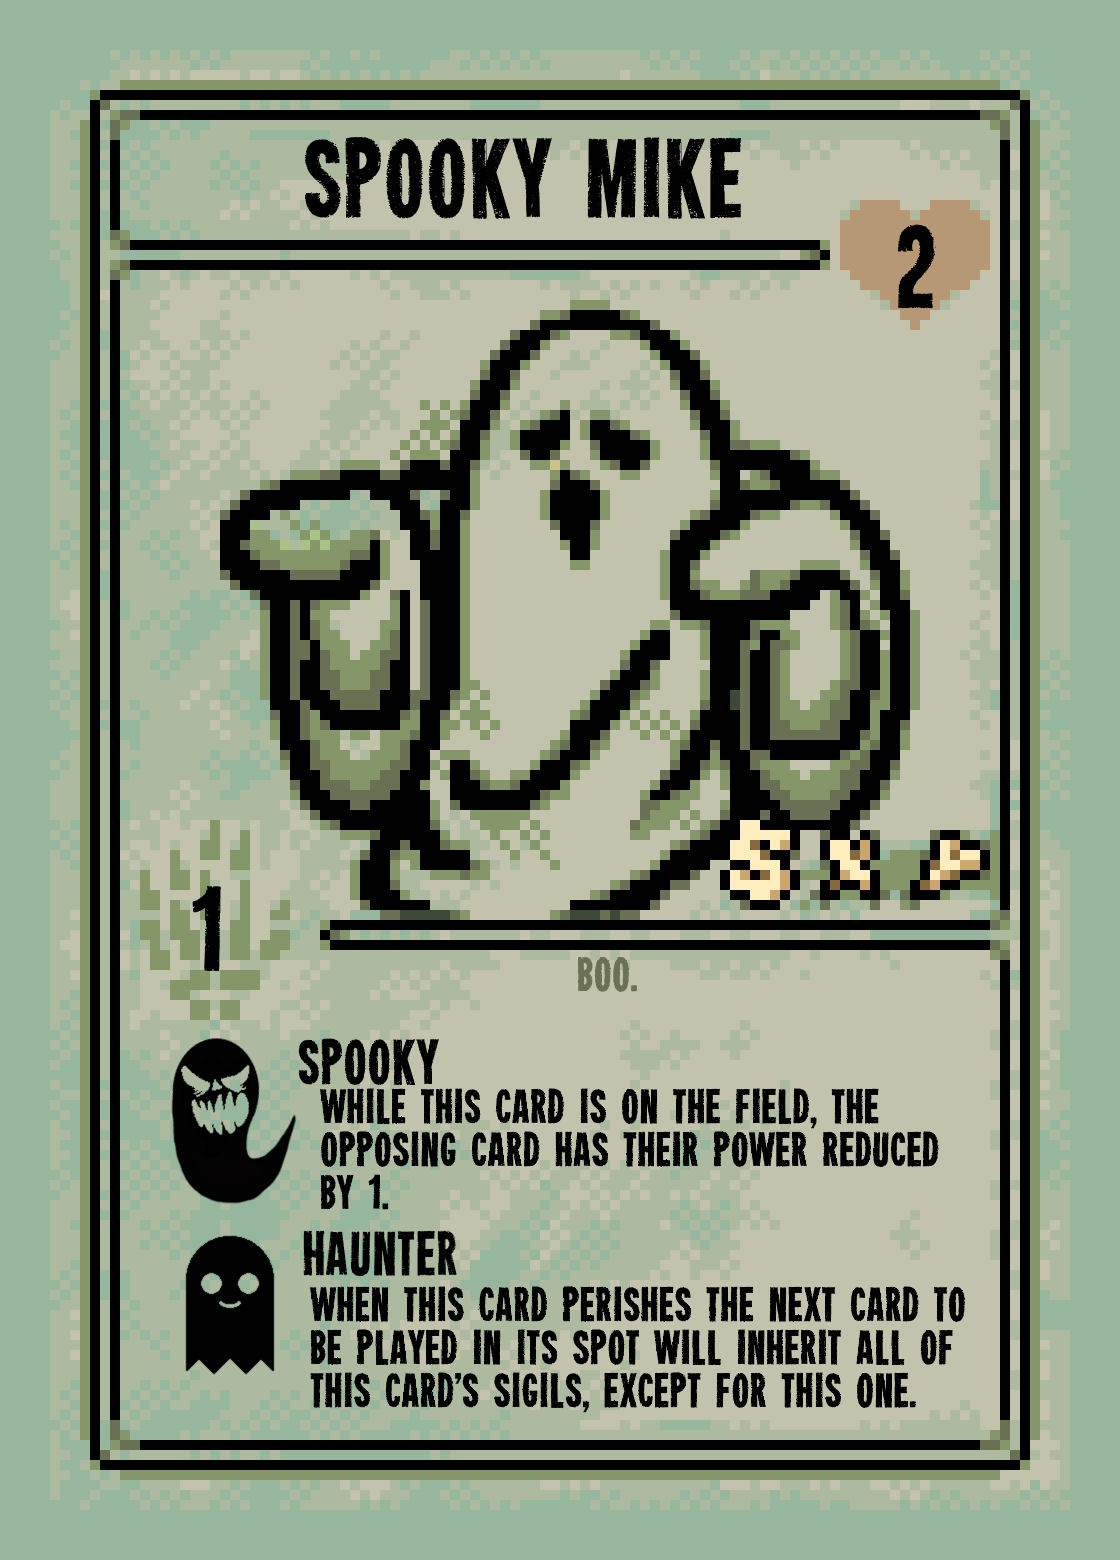 SPOOKY MIKE
2
S X 7
1
BOO.
SPOOKY
WHILE THIS CARD IS ON THE FIELD, THE
OPPOSING CARD HAS THEIR POWER REDUCED
BY 1.
HAUNTER
WHEN THIS CARD PERISHES THE NEXT CARD TO
BE PLAYED IN ITS SPOT WILL INHERIT ALL OF
THIS CARD'S SIGILS, EXCEPT FOR THIS ONE.